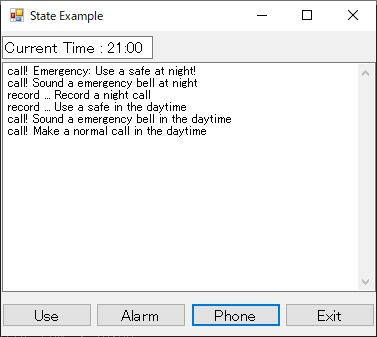 State Example
Current Time : 21:00
call! Emergency: Use a safe at night!
call! Sound a emergency bell at night
record ... Record a night call
record ... Use a safe in the daytime
call! Sound a emergency bell in the daytime
call! Make a normal call in the daytime
Use
Alarm
Phone
Exit